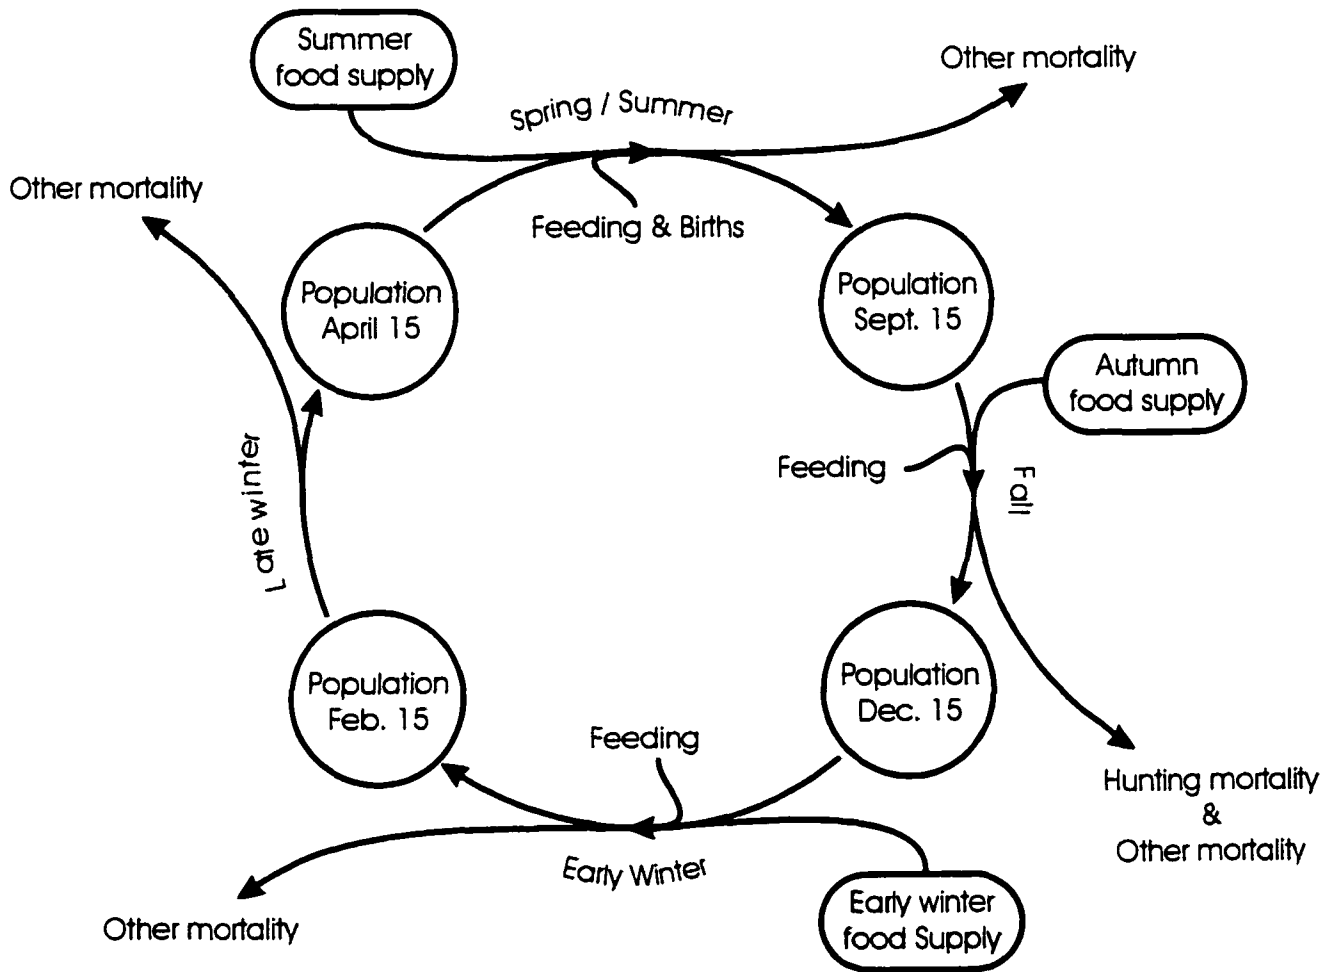 Summer
food supply
Other mortality
Spring / Summer
Other mortality
Feeding & Births
Population
April 15
Population
Sept. 15
Autumn
food supply
Feeding
Fall
Late winter
Population
Feb. 15
Population
Dec. 15
Feeding
Hunting mortality
&
Other mortality
Early Winter
Early winter
food Supply
Other mortality